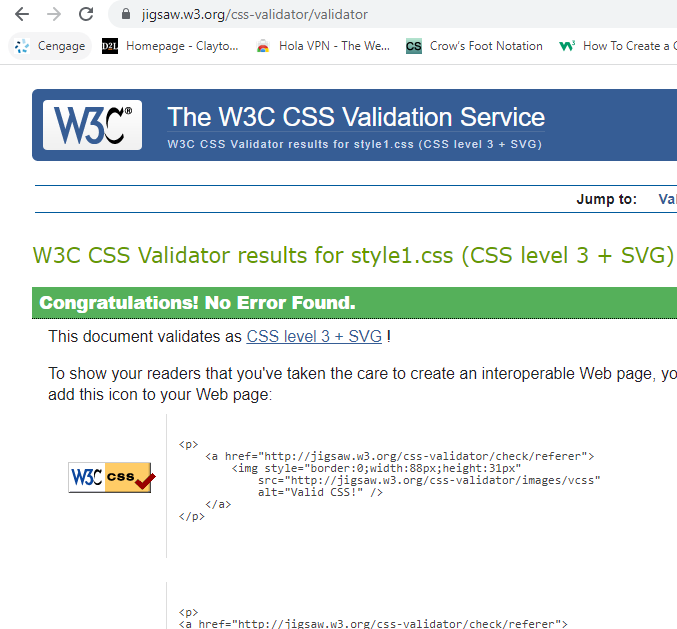 jigsaw.w3.org/css-validator/validator
Cengage
D2L Homepage - Clayto...
Hola VPN - The We...
CS Crow's Foot Notation
W3 How To Create a
W3C® The W3C CSS Validation Service
W3C CSS Validator results for style1.css (CSS level 3 + SVG)
Jump to:
W3C CSS Validator results for style1.css (CSS level 3 + SVG)
Congratulations! No Error Found.
This document validates as CSS level 3 + SVG !
To show your readers that you've taken the care to create an interoperable Web page,
add this icon to your Web page:
W3C css
<p>
<a href="http://jigsaw.w3.org/css-validator/check/referer">
<img style="border:0;width:88px;height:31px"
src="http://jigsaw.w3.org/css-validator/images/vcss"
alt="Valid CSS!" />
</a>
</p>
<p>
<a href="http://jigsaw.w3.org/css-validator/check/referer">